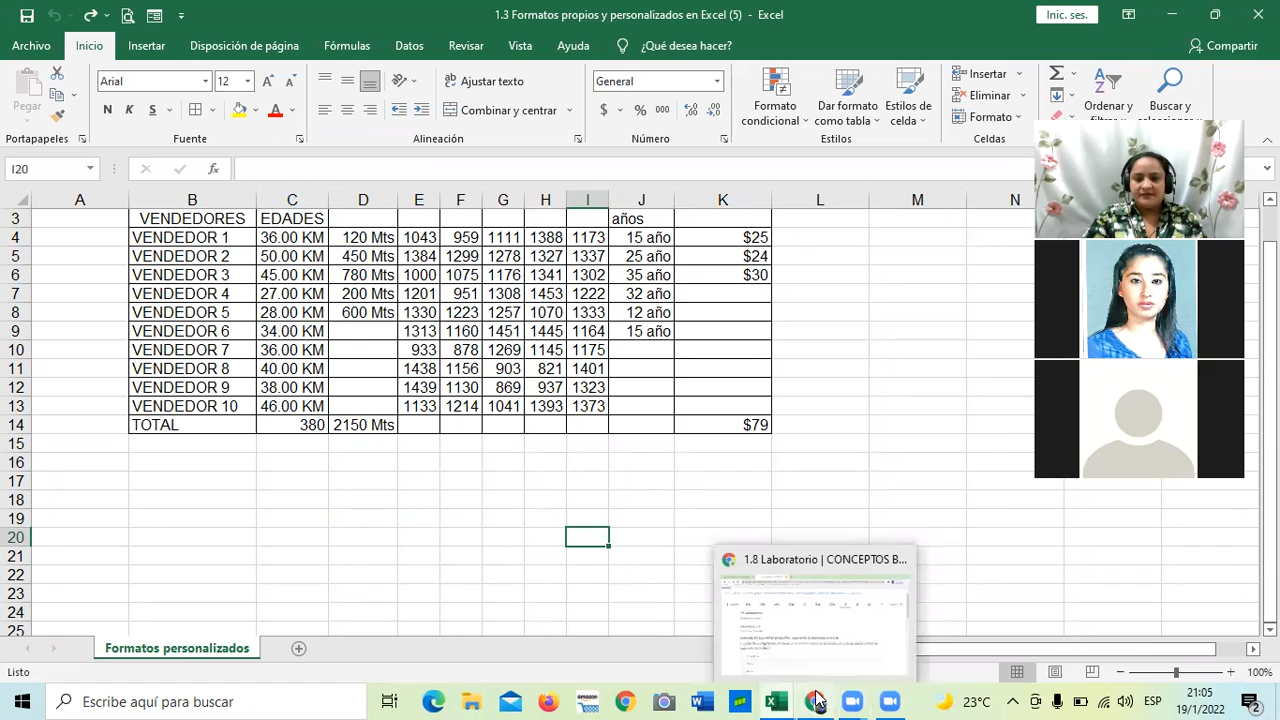 1.3 Formatos propios y personalizados en Excel (5) - Excel
Inic. ses.
Archivo Inicio Insertar Disposición de página Fórmulas Datos Revisar Vista Ayuda ¿Qué desea hacer? Compartir
Pegar Arial 12 Ajustar texto General Formato condicional Dar formato como tabla Estilos de celda Insertar Eliminar Formato Ordenar y Buscar y
N K S Combinar y centrar $ % 000
Portapapeles Fuente Alineación Número Estilos Celdas
I20 fx
A B C D E F G H I J K L M N
3 VENDEDORES EDADES años
4 VENDEDOR 1 36.00 KM 120 Mts 1043 959 1111 1388 1173 15 año $25
5 VENDEDOR 2 50.00 KM 450 Mts 1384 1299 1278 1327 1337 25 año $24
6 VENDEDOR 3 45.00 KM 780 Mts 1000 1075 1176 1341 1302 35 año $30
7 VENDEDOR 4 27.00 KM 200 Mts 1201 951 1308 1453 1222 32 año
8 VENDEDOR 5 28.00 KM 600 Mts 1330 1223 1257 1070 1333 12 año
9 VENDEDOR 6 34.00 KM 1313 1160 1451 1445 1164 15 año
10 VENDEDOR 7 36.00 KM 933 878 1269 1145 1175
11 VENDEDOR 8 40.00 KM 1438 1156 903 821 1401
12 VENDEDOR 9 38.00 KM 1439 1130 869 937 1323
13 VENDEDOR 10 46.00 KM 1133 1214 1041 1393 1373
14 TOTAL 380 2150 Mts $79
15
16
17
18
19
20
21
22
23
24
25
1.8 Laboratorio | CONCEPTOS B...
Listo 100%
Escribe aquí para buscar
amazon
23°C ESP 21:05
19/1/2022 2